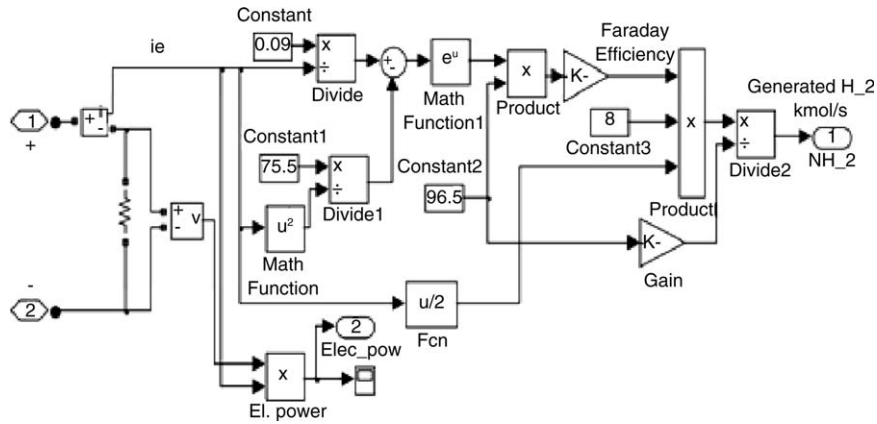 Constant
0.09
ie
x
÷
Divide
+
-
e^u
Math
Function1
x
Product
K-
Faraday
Efficiency
Generated H_2
kmol/s
1
+
i
+
-
Constant1
75.5
x
÷
Divide1
Constant2
96.5
8
Constant3
x
Product1
x
÷
Divide2
1
NH_2
+
-
v
u²
Math
Function
K-
Gain
-
2
u/2
Fcn
2
Elec_pow
x
El. power